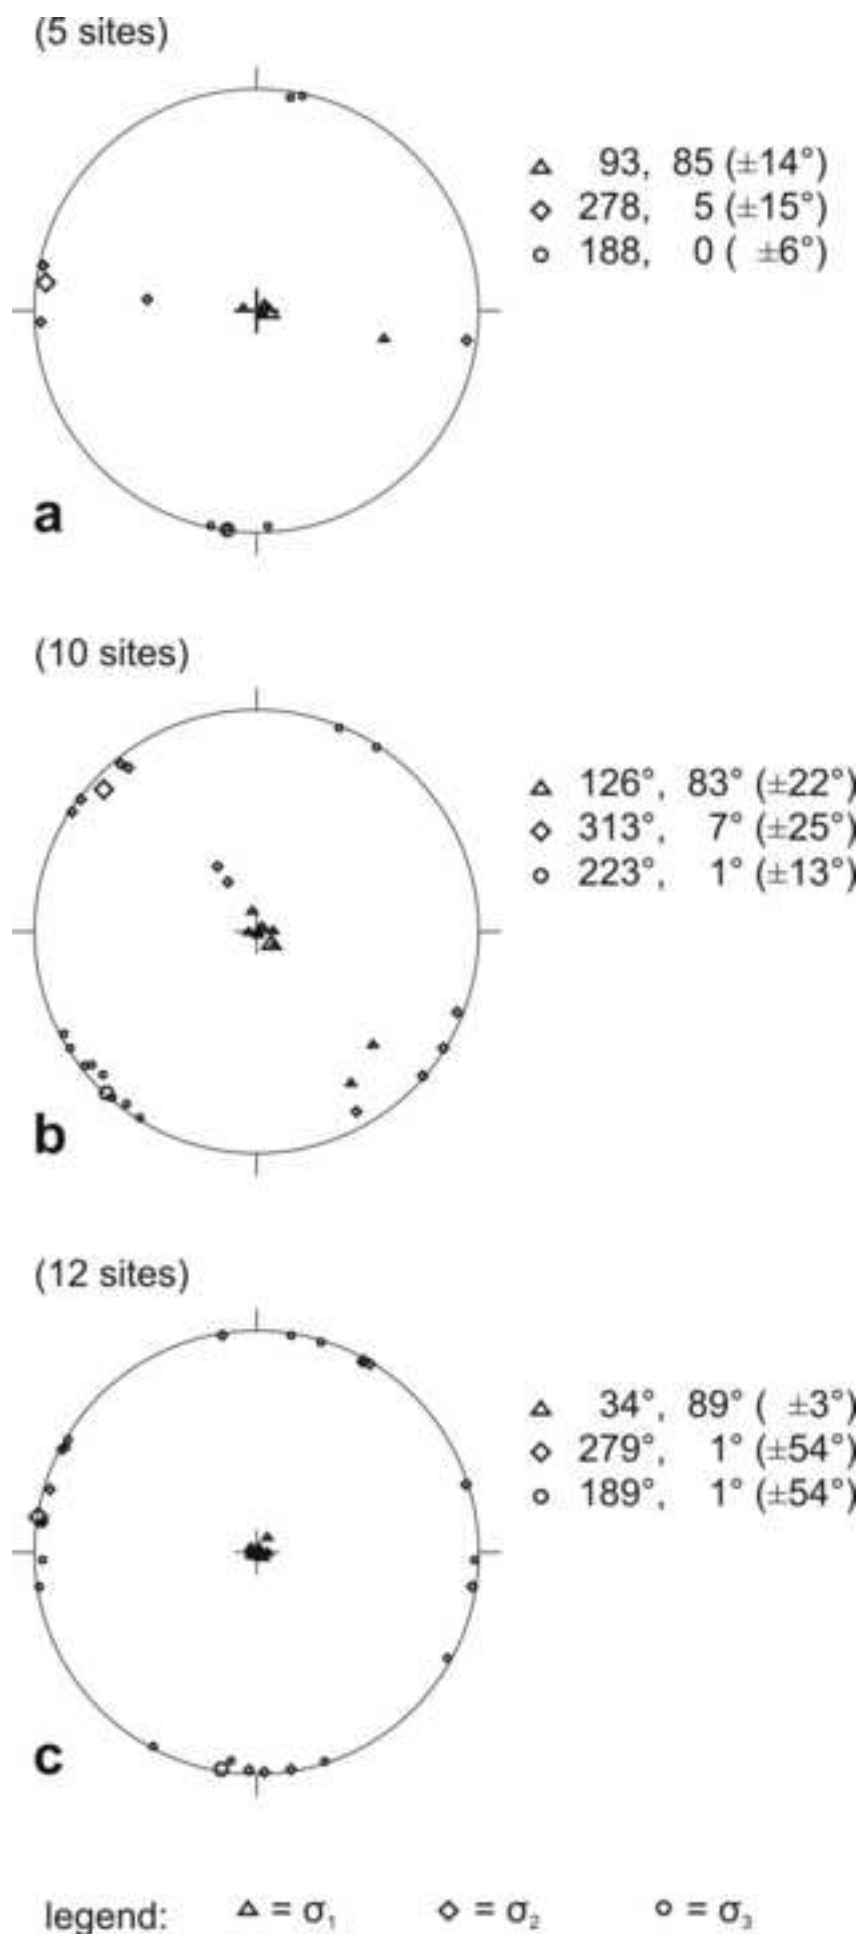 (5 sites)
△ 93, 85 (±14°)
◇ 278, 5 (±15°)
○ 188, 0 ( ±6°)
a
(10 sites)
△ 126°, 83° (±22°)
◇ 313°, 7° (±25°)
○ 223°, 1° (±13°)
b
(12 sites)
△ 34°, 89° ( ±3°)
◇ 279°, 1° (±54°)
○ 189°, 1° (±54°)
c
legend: △ = σ₁ ◇ = σ₂ ○ = σ₃